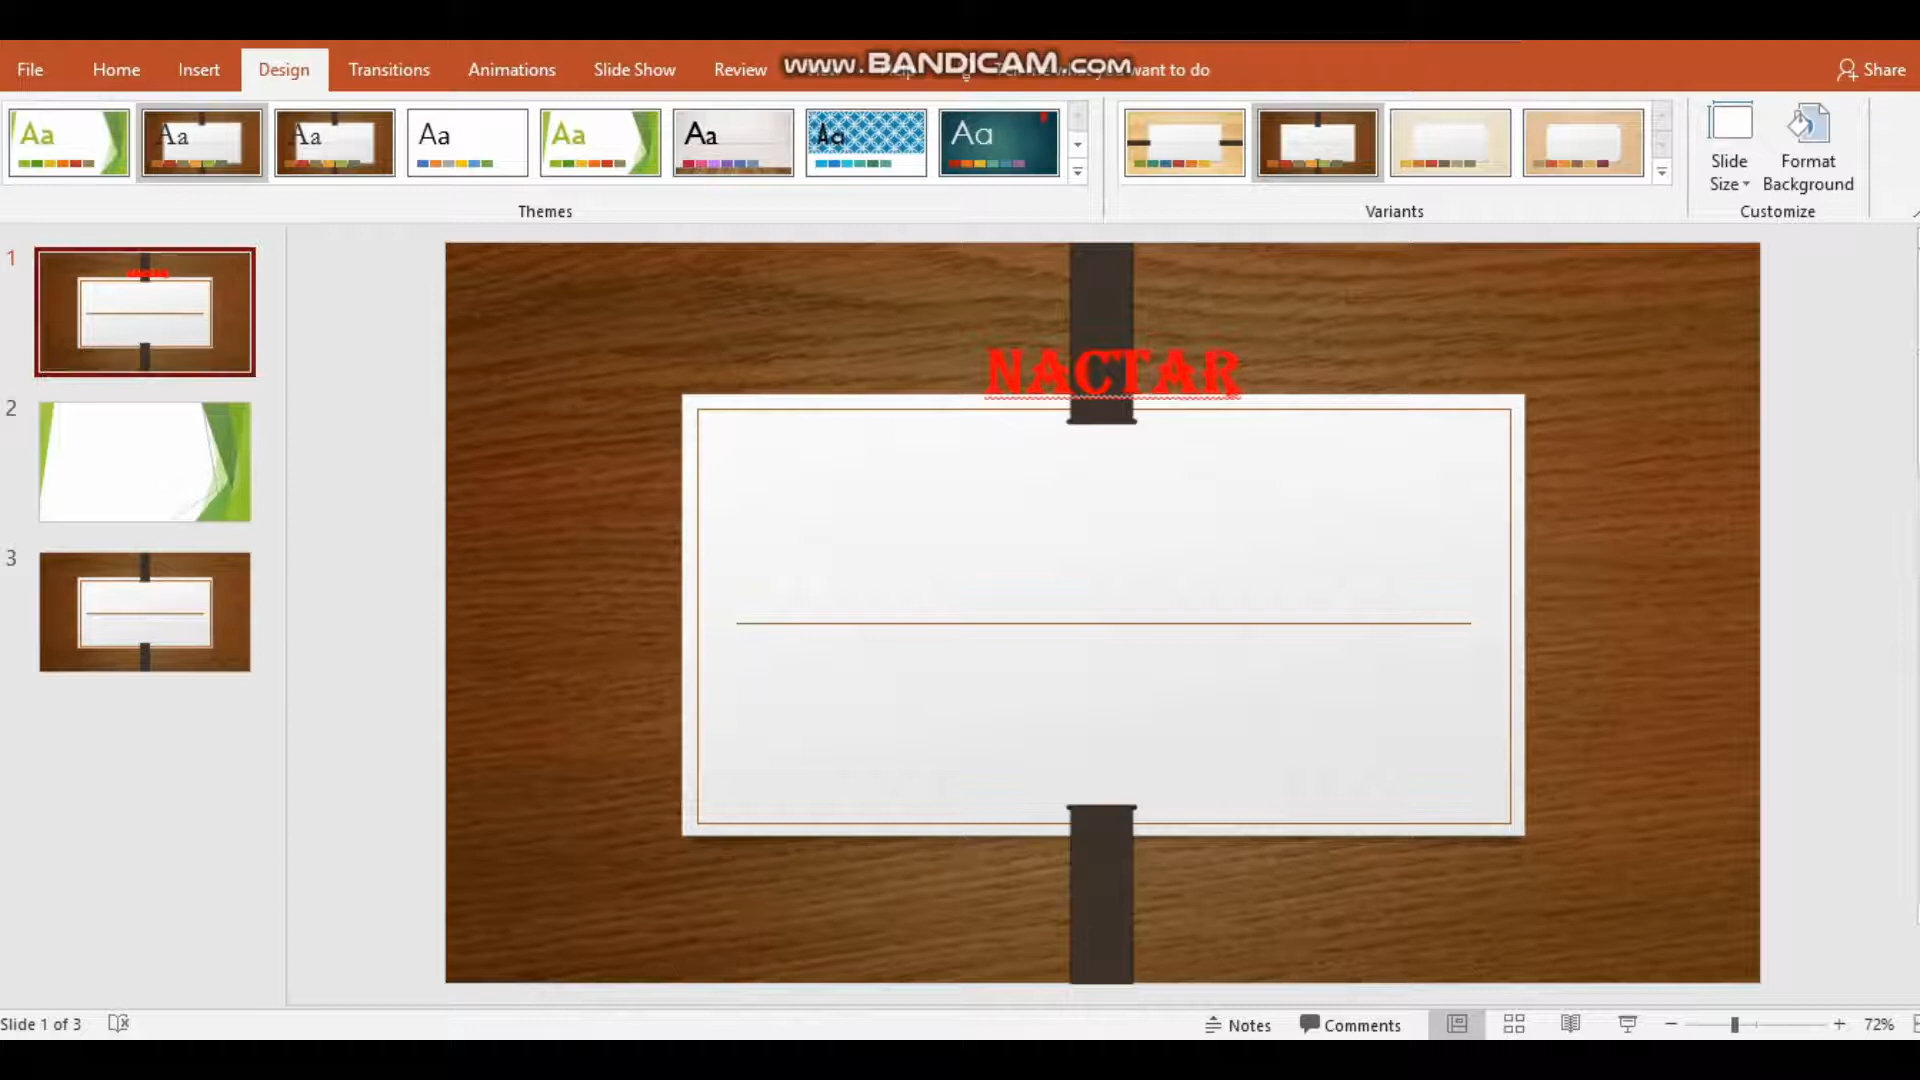 www.BANDICAM.com
File Home Insert Design Transitions Animations Slide Show Review want to do Share
Aa Aa Aa Aa Aa Aa Aa Aa
Slide Size
Format Background
Themes
Variants
Customize
1
2
3
NACTAR
Slide 1 of 3
Notes
Comments
72%